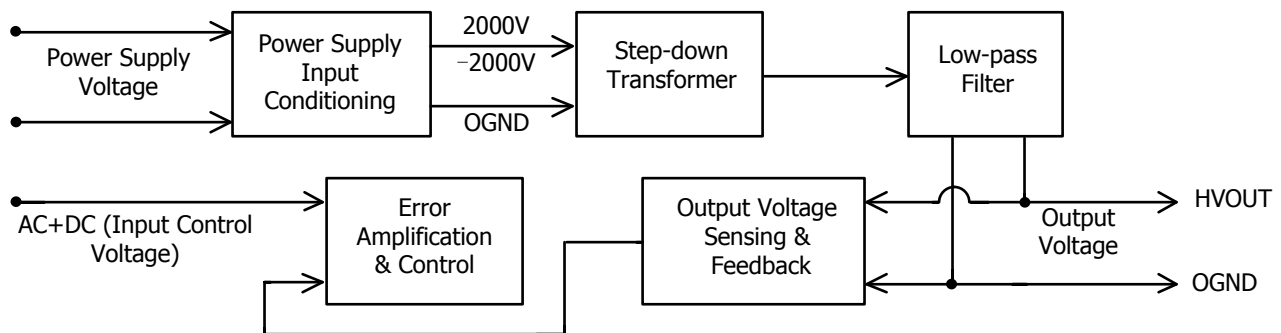 Power Supply
Voltage
Power Supply
Input
Conditioning
2000V
−2000V
OGND
Step-down
Transformer
Low-pass
Filter
AC+DC (Input Control
Voltage)
Error
Amplification
& Control
Output Voltage
Sensing &
Feedback
Output
Voltage
HVOUT
OGND